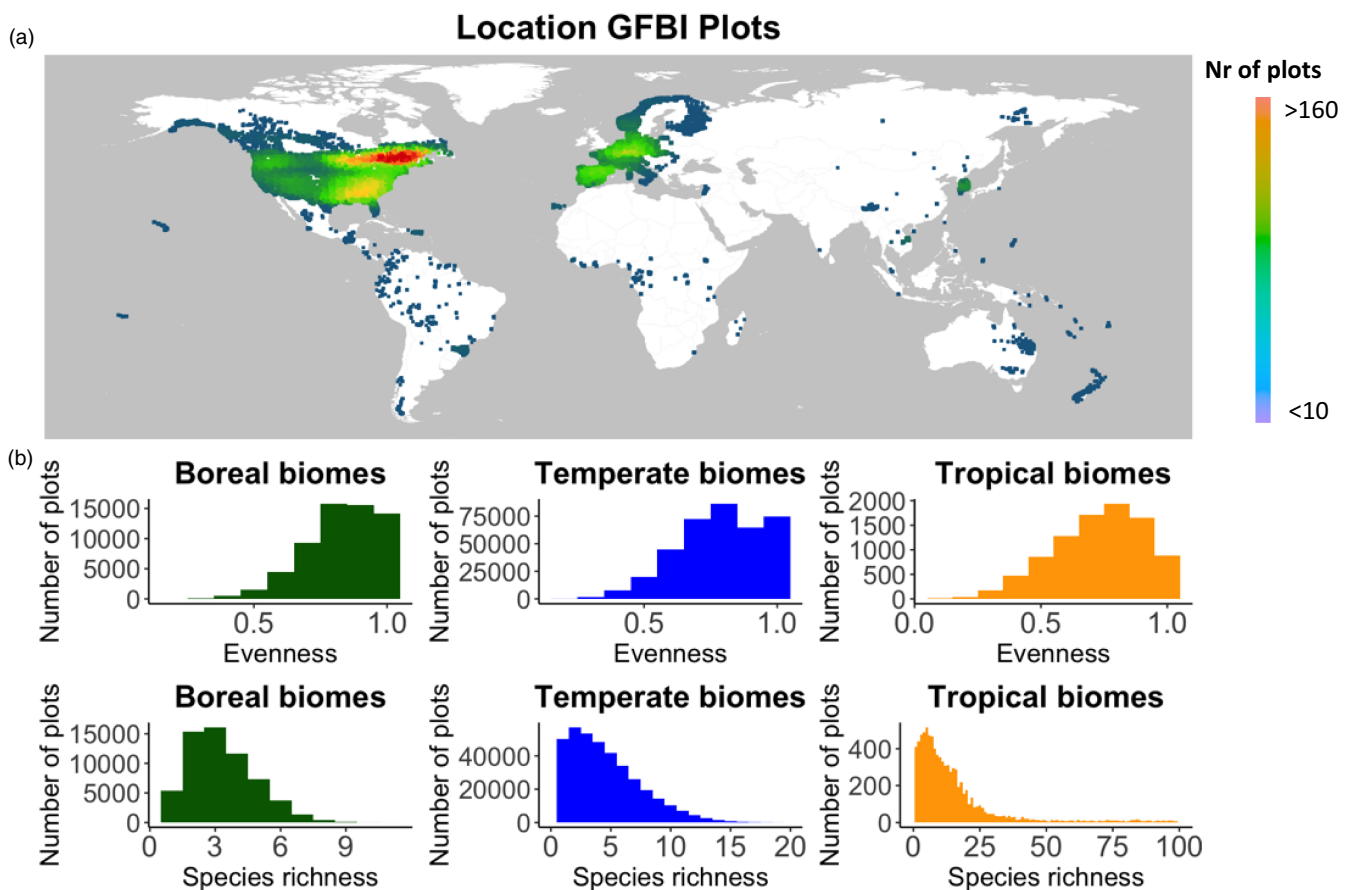 (a)
Location GFBI Plots
Nr of plots
>160
<10
(b)
Boreal biomes
Number of plots
15000
10000
5000
0
0.5
1.0
Evenness
Temperate biomes
Number of plots
75000
50000
25000
0
0.5
1.0
Evenness
Tropical biomes
Number of plots
2000
1500
1000
500
0
0.0
0.5
1.0
Evenness
Boreal biomes
Number of plots
15000
10000
5000
0
0
3
6
9
Species richness
Temperate biomes
Number of plots
40000
20000
0
0
5
10
15
20
Species richness
Tropical biomes
Number of plots
400
200
0
0
25
50
75
100
Species richness